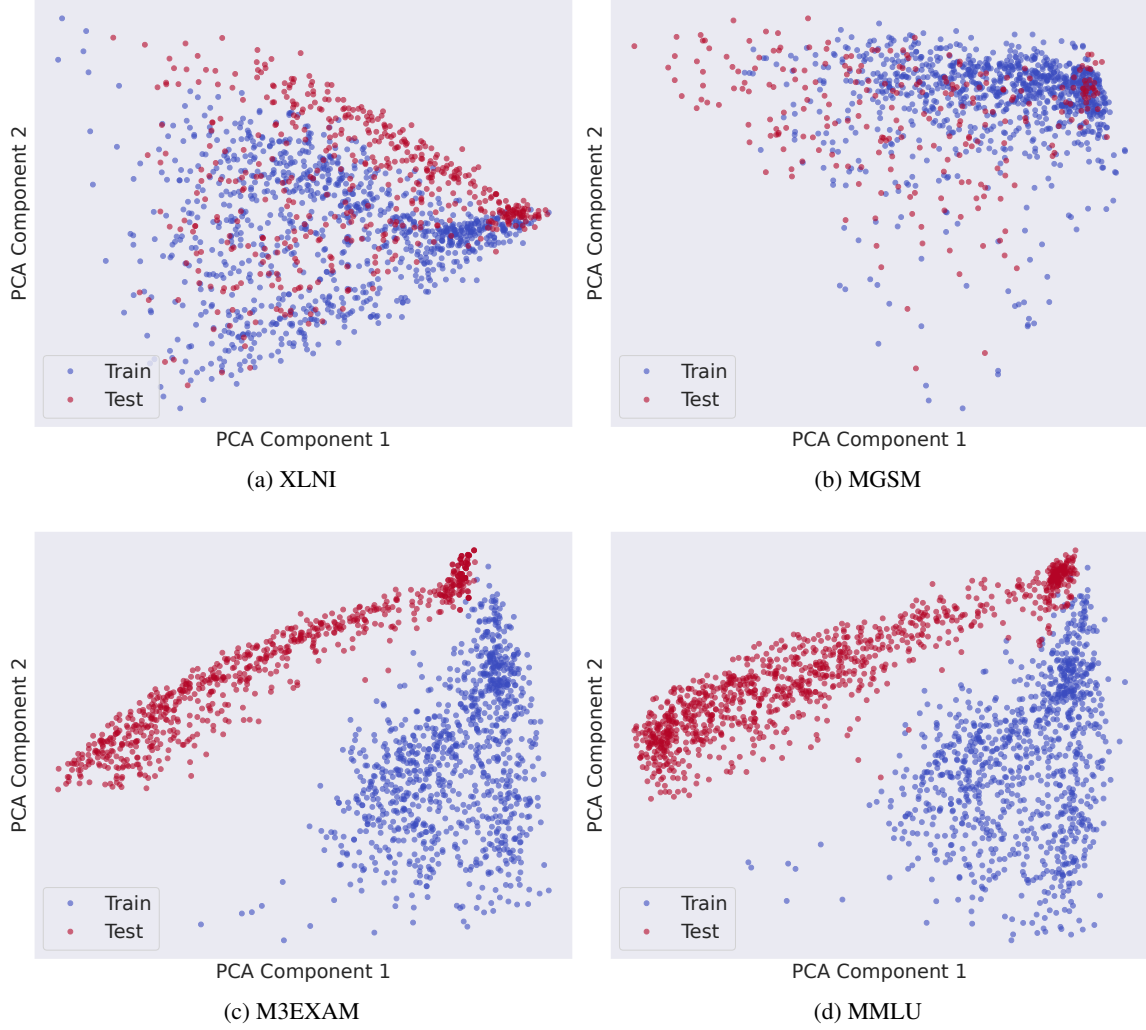 PCA Component 2
Train
Test
PCA Component 1
(a) XLNI
PCA Component 2
Train
Test
PCA Component 1
(b) MGSM
PCA Component 2
Train
Test
PCA Component 1
(c) M3EXAM
PCA Component 2
Train
Test
PCA Component 1
(d) MMLU